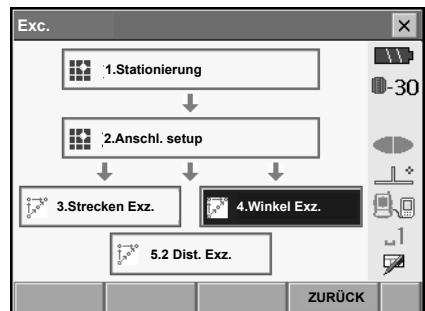 Exc.
1.Stationierung
-30
2.Anschl. setup
3.Strecken Exz.
4.Winkel Exz.
1
5.2 Dist. Exz.
ZURÜCK